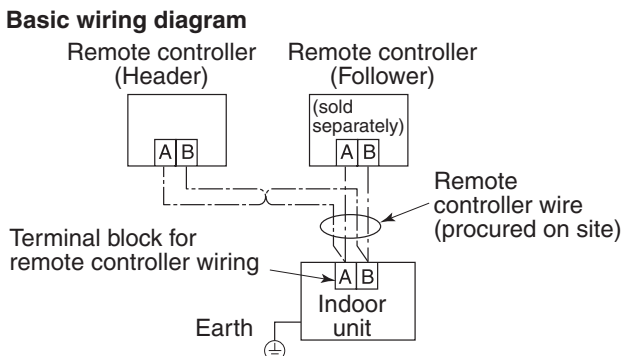 Basic wiring diagram
Remote controller
(Header)
Remote controller
(Follower)
(sold
separately)
A B
A B
Remote
controller wire
(procured on site)
Terminal block for
remote controller wiring
A B
Indoor
unit
Earth